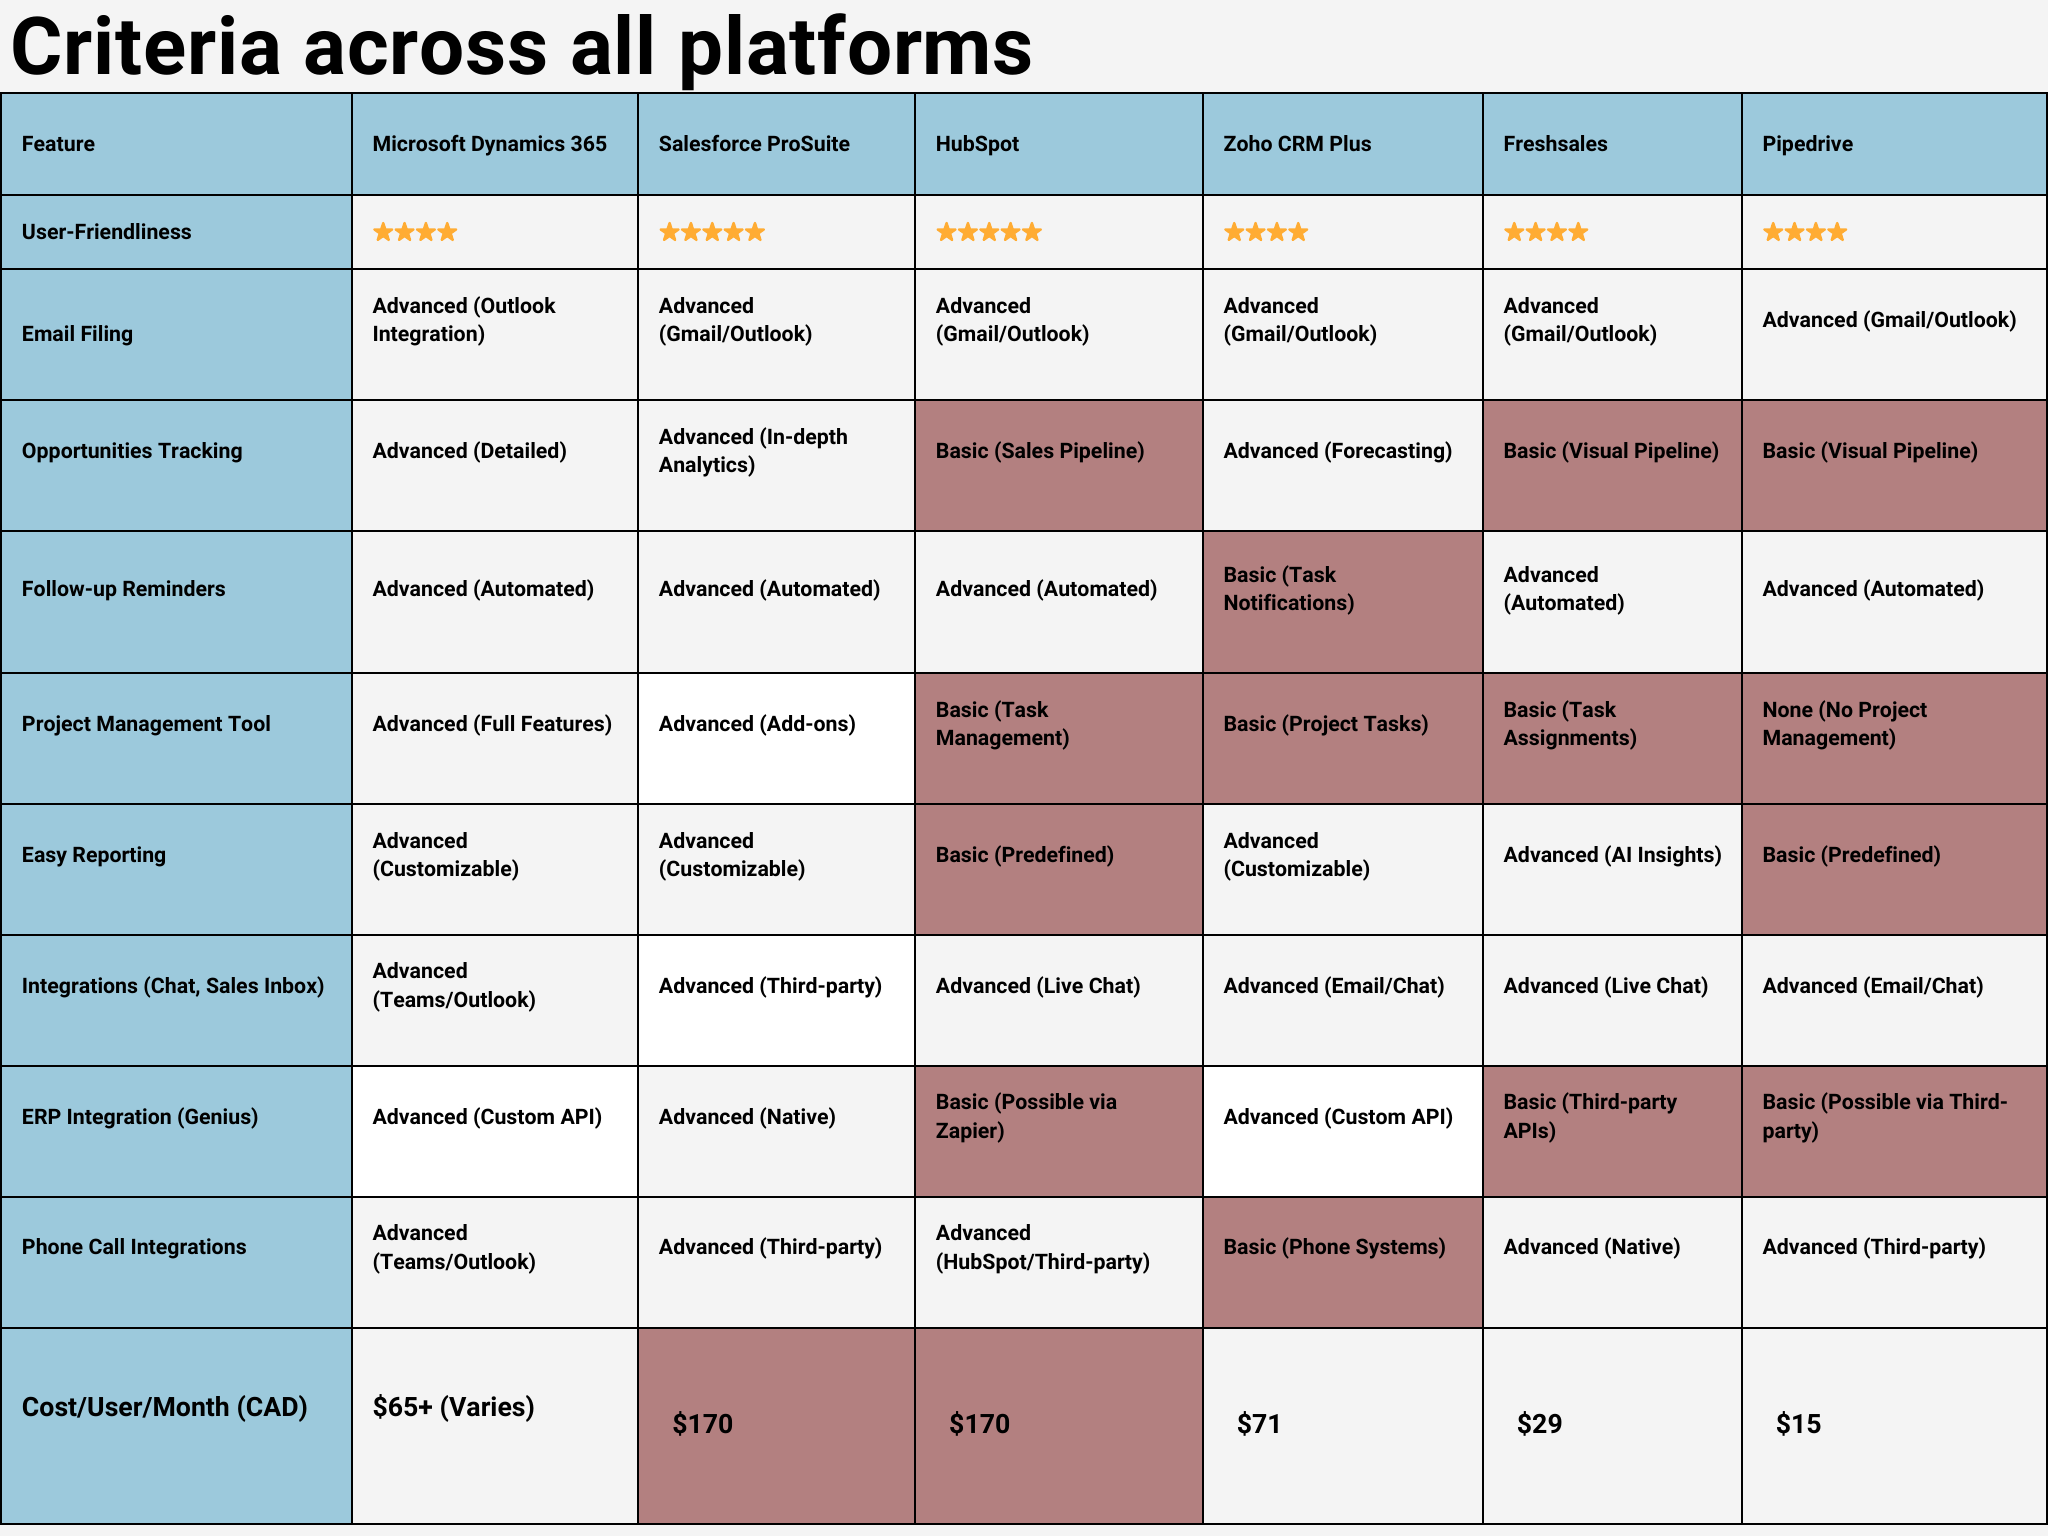 Criteria across all platforms
Feature
Microsoft Dynamics 365
Salesforce ProSuite
HubSpot
Zoho CRM Plus
Freshsales
Pipedrive
User-Friendliness
Email Filing
Advanced (Outlook
Integration)
Advanced
(Gmail/Outlook)
Advanced
(Gmail/Outlook)
Advanced
(Gmail/Outlook)
Advanced
(Gmail/Outlook)
Advanced (Gmail/Outlook)
Opportunities Tracking
Advanced (Detailed)
Advanced (In-depth
Analytics)
Basic (Sales Pipeline)
Advanced (Forecasting)
Basic (Visual Pipeline)
Basic (Visual Pipeline)
Follow-up Reminders
Advanced (Automated)
Advanced (Automated)
Advanced (Automated)
Basic (Task
Notifications)
Advanced
(Automated)
Advanced (Automated)
Project Management Tool
Advanced (Full Features)
Advanced (Add-ons)
Basic (Task
Management)
Basic (Project Tasks)
Basic (Task
Assignments)
None (No Project
Management)
Easy Reporting
Advanced
(Customizable)
Advanced
(Customizable)
Basic (Predefined)
Advanced
(Customizable)
Advanced (AI Insights)
Basic (Predefined)
Integrations (Chat, Sales Inbox)
Advanced
(Teams/Outlook)
Advanced (Third-party)
Advanced (Live Chat)
Advanced (Email/Chat)
Advanced (Live Chat)
Advanced (Email/Chat)
ERP Integration (Genius)
Advanced (Custom API)
Advanced (Native)
Basic (Possible via
Zapier)
Advanced (Custom API)
Basic (Third-party
APIs)
Basic (Possible via Third-
party)
Phone Call Integrations
Advanced
(Teams/Outlook)
Advanced (Third-party)
Advanced
(HubSpot/Third-party)
Basic (Phone Systems)
Advanced (Native)
Advanced (Third-party)
Cost/User/Month (CAD)
$65+ (Varies)
$170
$170
$71
$29
$15